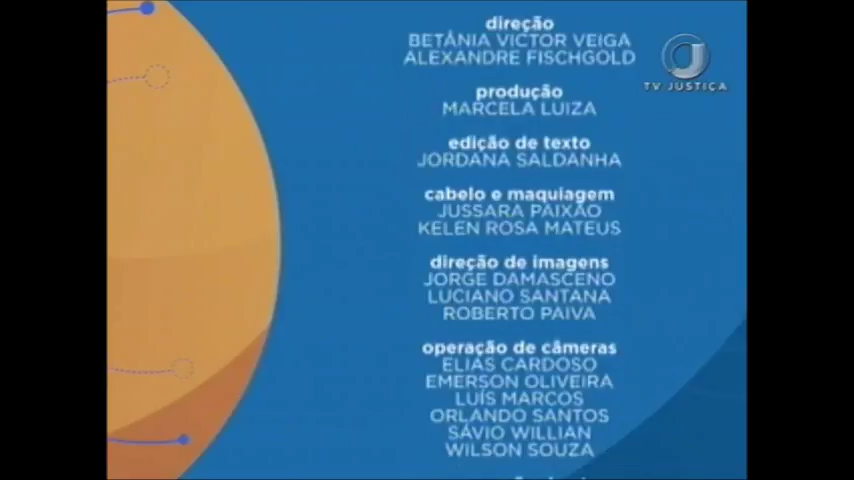 direção
BETÂNIA VICTOR VEIGA
ALEXANDRE FISCHGOLD
TV JUSTIÇA
produção
MARCELA LUIZA
edição de texto
JORDANA SALDANHA
cabelo e maquiagem
JUSSARA PAIXÃO
KELEN ROSA MATEUS
direção de imagens
JORGE DAMASCENO
LUCIANO SANTANA
ROBERTO PAIVA
operação de câmeras
ELIAS CARDOSO
EMERSON OLIVEIRA
LUÍS MARCOS
ORLANDO SANTOS
SÁVIO WILLIAN
WILSON SOUZA